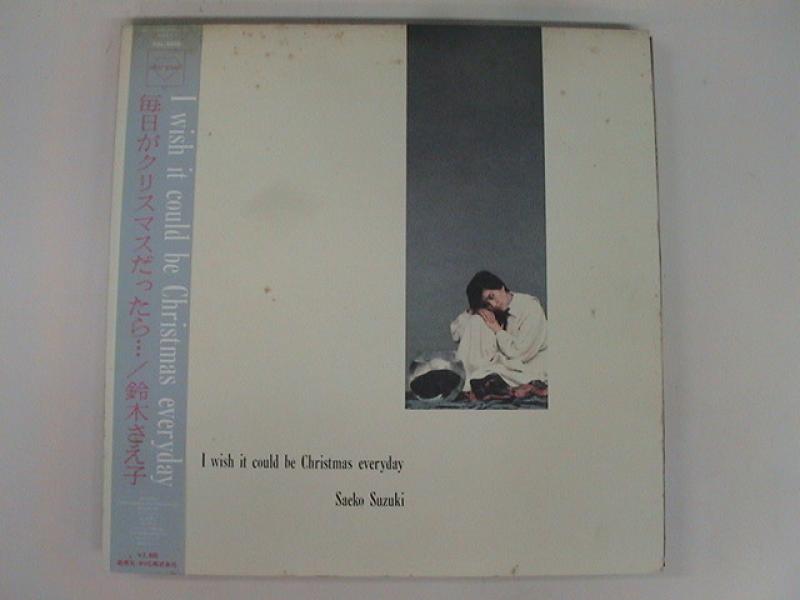 I wish it could be Christmas everyday
毎日がクリスマスだったら…／鈴木さえ子
I wish it could be Christmas everyday
Saeko Suzuki